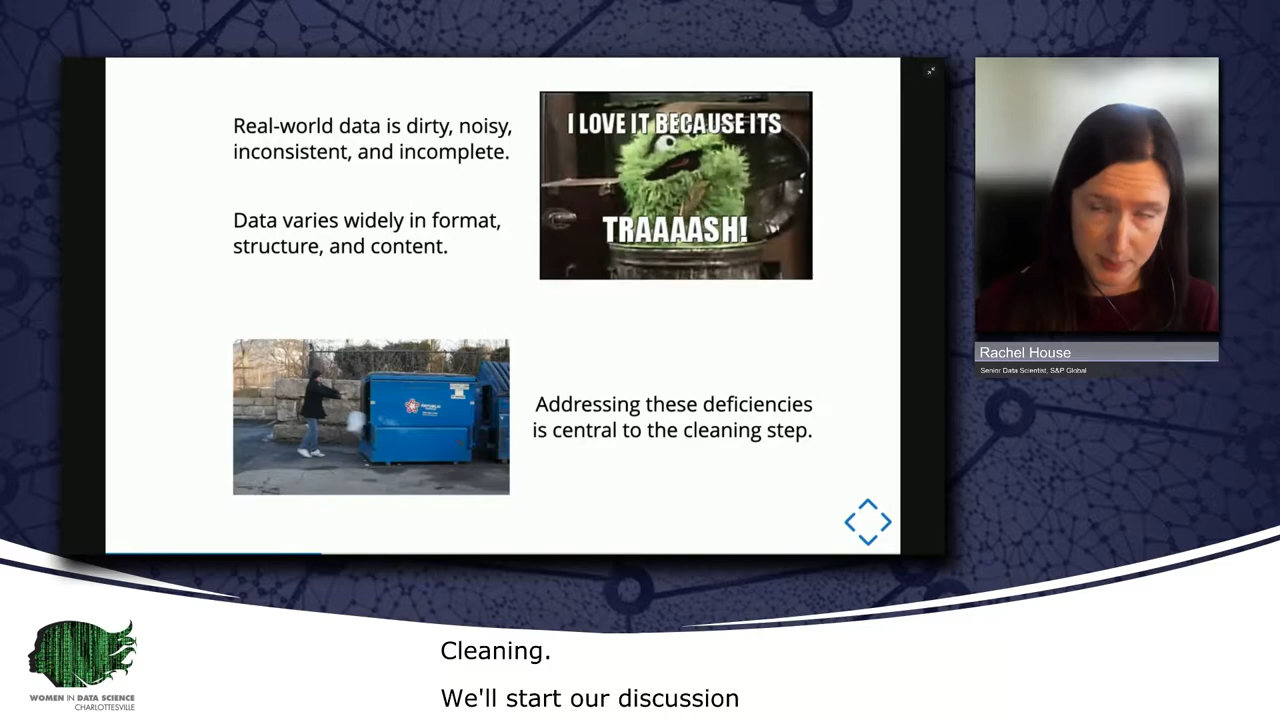 Real-world data is dirty, noisy,
inconsistent, and incomplete.
Data varies widely in format,
structure, and content.
I LOVE IT BECAUSE ITS
TRAAAASH!
Addressing these deficiencies
is central to the cleaning step.
Rachel House
Senior Data Scientist, S&P Global
WOMEN IN DATA SCIENCE
CHARLOTTESVILLE
Cleaning.
We'll start our discussion